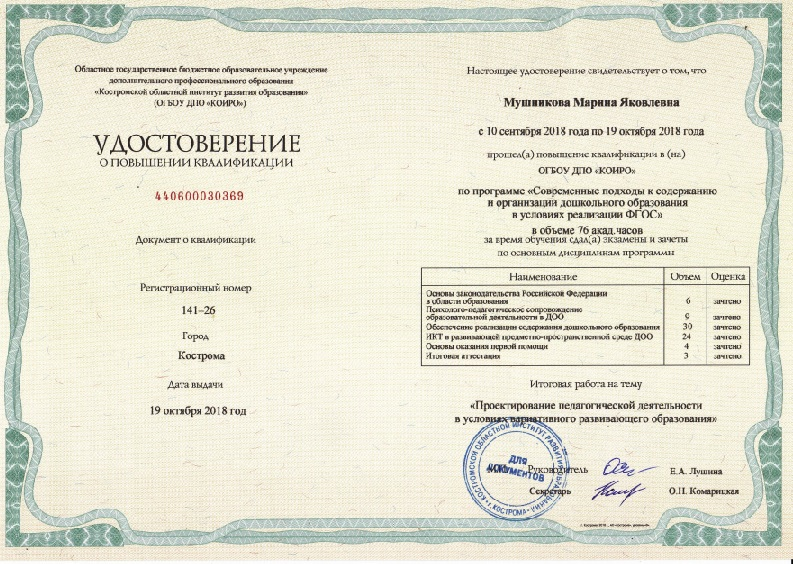 Областное государственное бюджетное образовательное учреждение
дополнительного профессионального образования
«Костромской областной институт развития образования»
(ОГБОУ ДПО «КОИРО»)
УДОСТОВЕРЕНИЕ
О ПОВЫШЕНИИ КВАЛИФИКАЦИИ
440600030369
Документ о квалификации
Регистрационный номер
141–26
Город
Кострома
Дата выдачи
19 октября 2018 год
Настоящее удостоверение свидетельствует о том, что
Мушникова Марина Яковлевна
с 10 сентября 2018 года по 19 октября 2018 года
прошел(а) повышение квалификации в (на)
ОГБОУ ДПО «КОИРО»
по программе «Современные подходы к содержанию
и организации дошкольного образования
в условиях реализации ФГОС»
в объеме 76 акад.часов
за время обучения сдал(а) экзамены и зачеты
по основным дисциплинам программы
Наименование Объем Оценка
Основы законодательства Российской Федерации
в области образования 6 зачтено
Психолого-педагогическое сопровождение
образовательной деятельности в ДОО 9 зачтено
Обеспечение реализации содержания дошкольного образования 30 зачтено
ИКТ в развивающей предметно-пространственной среде ДОО 24 зачтено
Основы оказания первой помощи 4 зачтено
Итоговая аттестация 3 зачтено
Итоговая работа на тему
«Проектирование педагогической деятельности
в условиях вариативного развивающего образования»
КОСТРОМСКОЙ ОБЛАСТНОЙ ИНСТИТУТ РАЗВИТИЯ ОБРАЗОВАНИЯ
г. КОСТРОМА
ДЛЯ
ДОКУМЕНТОВ
Руководитель Е.А. Лушина
Секретарь О.П. Комарицкая